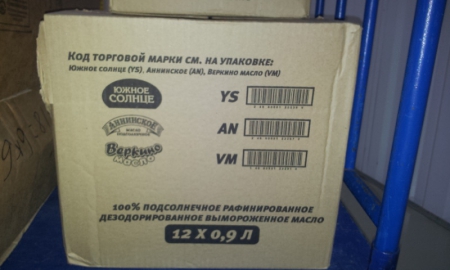 Код торговой марки см. на упаковке:
Южное солнце (YS), Аннинское (AN), Веркино масло (VM)
ЮЖНОЕ
СОЛНЦЕ
YS
АННИНСКОЕ
AN
Веркино
МАСЛО
VM
100% ПОДСОЛНЕЧНОЕ РАФИНИРОВАННОЕ
ДЕЗОДОРИРОВАННОЕ ВЫМОРОЖЕННОЕ МАСЛО
12 X 0,9 Л